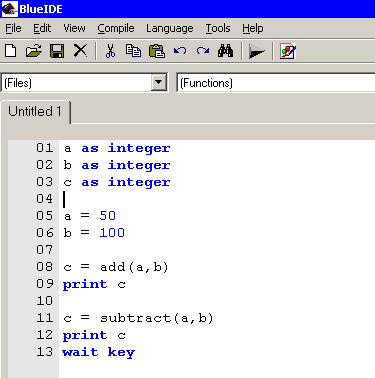 BlueIDE
File Edit View Compile Language Tools Help
(Files) (Functions)
Untitled 1
01 a as integer
02 b as integer
03 c as integer
04
05 a = 50
06 b = 100
07
08 c = add(a,b)
09 print c
10
11 c = subtract(a,b)
12 print c
13 wait key